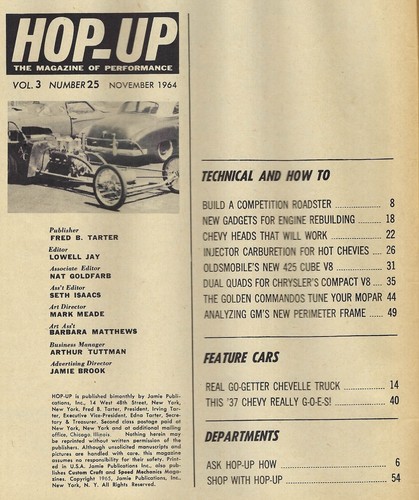 HOP-UP
THE MAGAZINE OF PERFORMANCE
VOL. 3 NUMBER 25 NOVEMBER 1964
Publisher
FRED B. TARTER
Editor
LOWELL JAY
Associate Editor
NAT GOLDFARB
Ass't Editor
SETH ISAACS
Art Director
MARK MEADE
Art Ass't
BARBARA MATTHEWS
Business Manager
ARTHUR TUTTMAN
Advertising Director
JAMIE BROOK
HOP-UP is published bimonthly by Jamie Publications,
Inc., 14 West 48th Street, New York,
New York. Fred B. Tarter, President, Irving Tarter,
Executive Vice-President, Edna Tarter, Secretary
& Treasurer. Second class postage paid at
New York, New York and at additional mailing
office, Chicago Illinois. Nothing herein may
be reprinted without written permission of the
publishers. Although unsolicited manuscripts and
pictures are handled with care, this magazine
assumes no responsibility for their safety. Printed
in U.S.A. Jamie Publications Inc., also publishes
Custom Craft and Speed Mechanics Magazines.
Copyright 1965, Jamie Publications, Inc.,
New York, N. Y. All Rights Reserved.
TECHNICAL AND HOW TO
BUILD A COMPETITION ROADSTER 8
NEW GADGETS FOR ENGINE REBUILDING 18
CHEVY HEADS THAT WILL WORK 22
INJECTOR CARBURETION FOR HOT CHEVIES 26
OLDSMOBILE'S NEW 425 CUBE V8 31
DUAL QUADS FOR CHRYSLER'S COMPACT V8 35
THE GOLDEN COMMANDOS TUNE YOUR MOPAR 44
ANALYZING GM'S NEW PERIMETER FRAME 49
FEATURE CARS
REAL GO-GETTER CHEVELLE TRUCK 14
THIS '37 CHEVY REALLY G-O-E-S! 40
DEPARTMENTS
ASK HOP-UP HOW 6
SHOP WITH HOP-UP 54